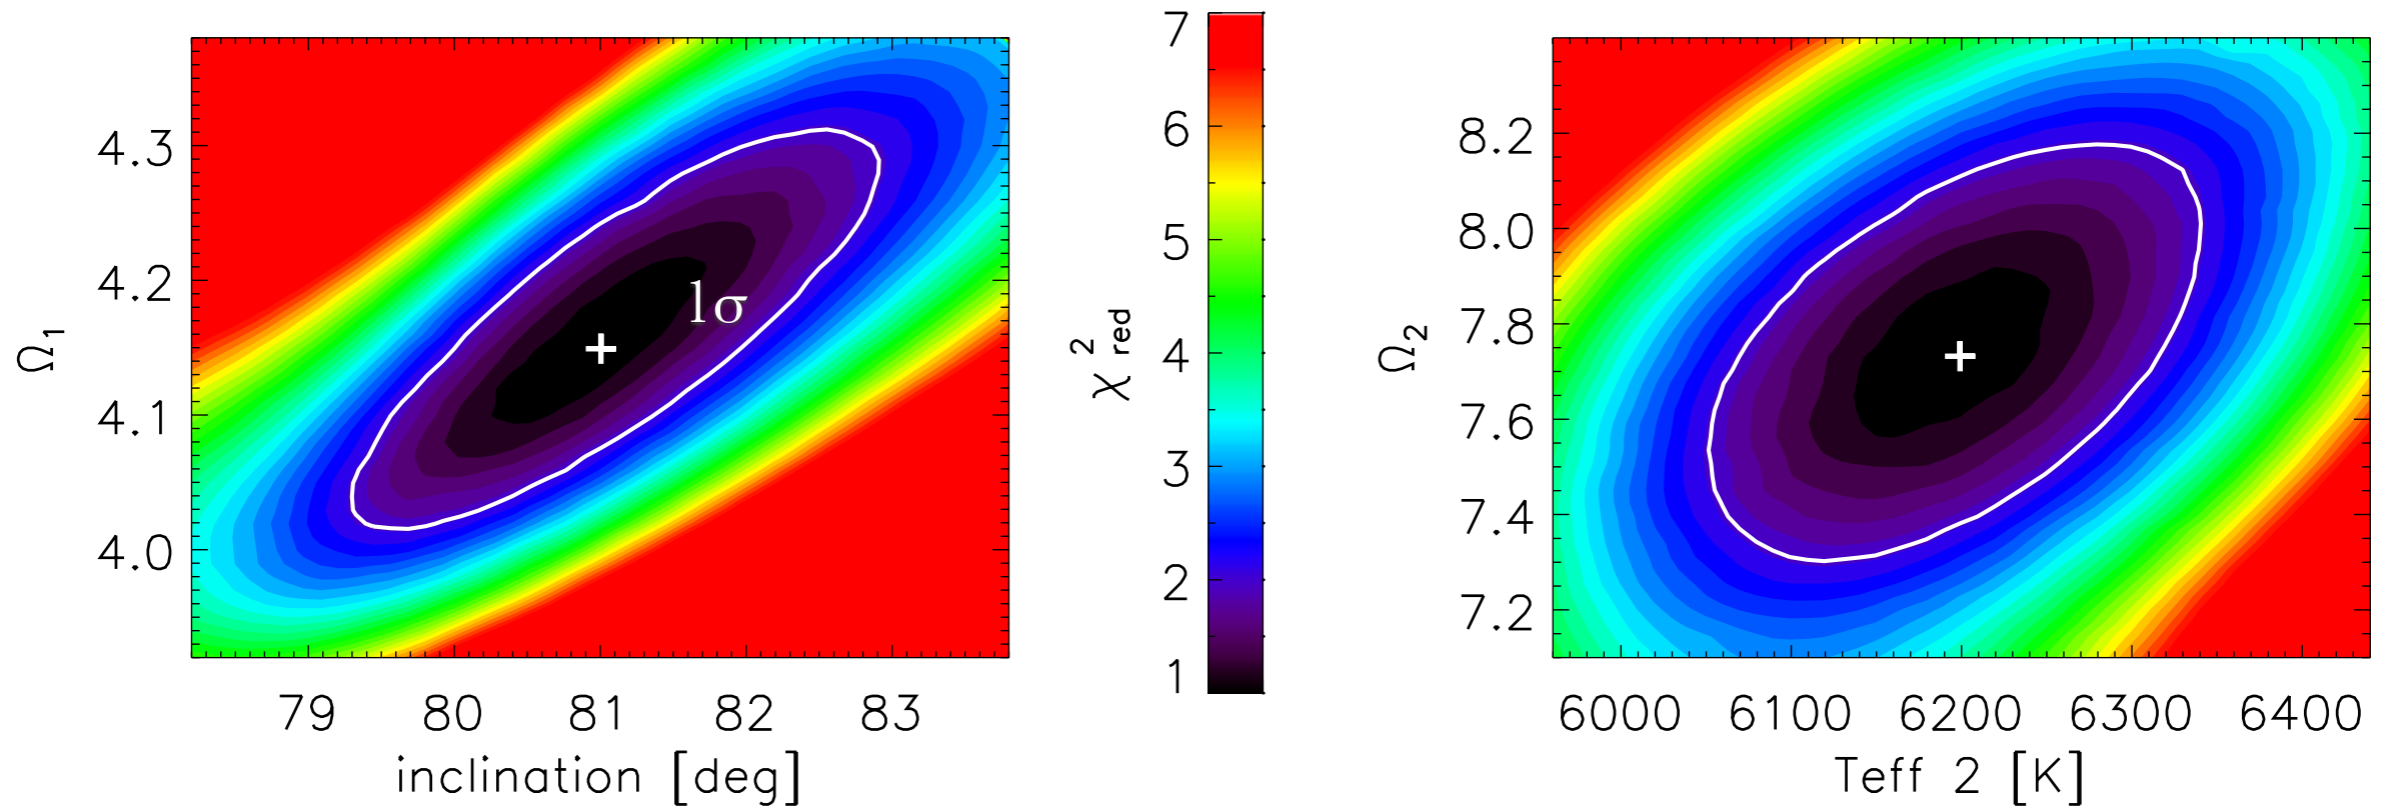 Ω₁
4.3
4.2
4.1
4.0
79 80 81 82 83
inclination [deg]
1σ
χ²red
7
6
5
4
3
2
1
Ω₂
8.2
8.0
7.8
7.6
7.4
7.2
6000 6100 6200 6300 6400
Teff 2 [K]